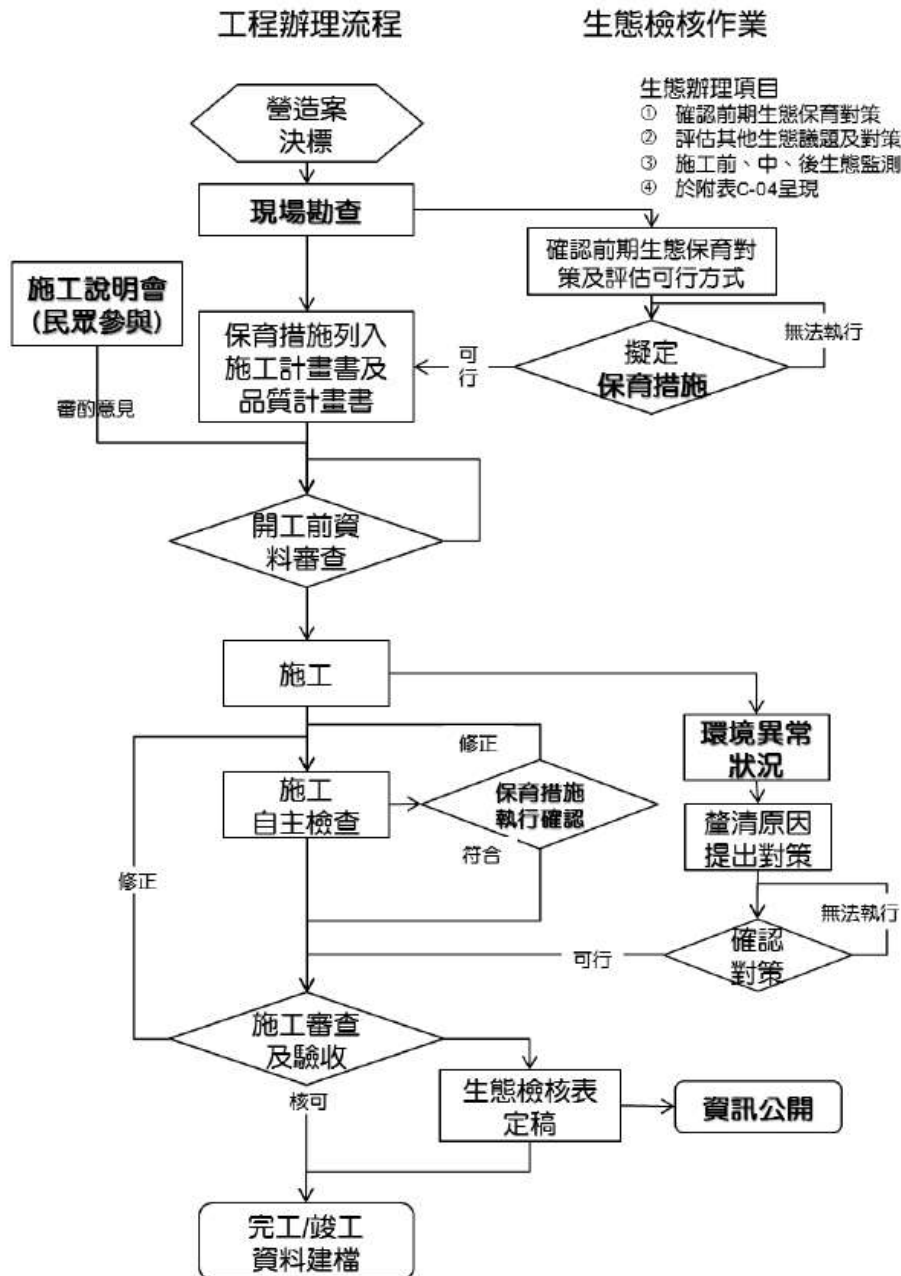 工程辦理流程
生態檢核作業
營造案
決標
生態辦理項目
① 確認前期生態保育對策
② 評估其他生態議題及對策
③ 施工前、中、後生態監測
④ 於附表C-04呈現
現場勘查
確認前期生態保育對
策及評估可行方式
施工說明會
(民眾參與)
保育措施列入
施工計畫書及
品質計畫書
可
行
擬定
保育措施
無法執行
審酌意見
開工前資
料審查
施工
環境異常
狀況
修正
施工
自主檢查
保育措施
執行確認
釐清原因
提出對策
符合
修正
無法執行
確認
對策
可行
施工審查
及驗收
核可
生態檢核表
定稿
資訊公開
完工/竣工
資料建檔